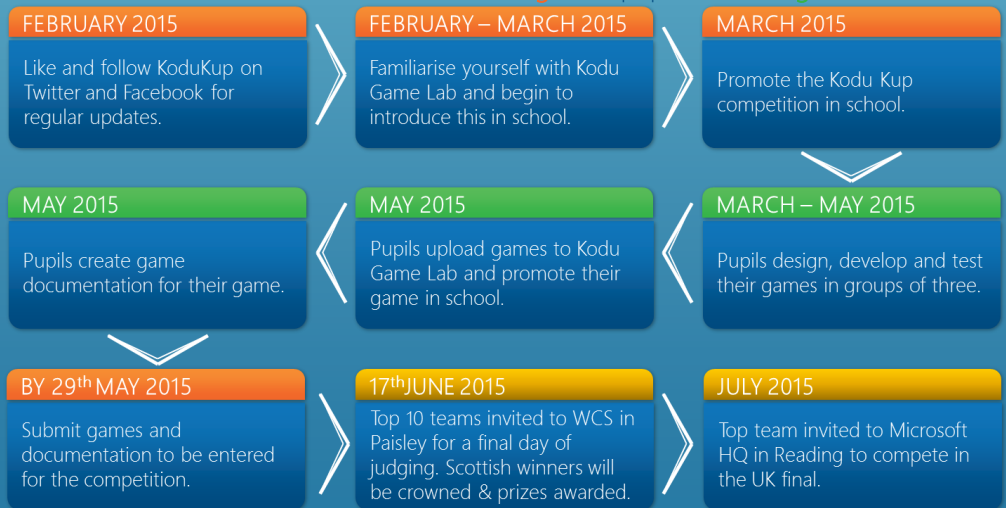 FEBRUARY 2015
Like and follow KoduKup on
Twitter and Facebook for
regular updates.
FEBRUARY – MARCH 2015
Familiarise yourself with Kodu
Game Lab and begin to
introduce this in school.
MARCH 2015
Promote the Kodu Kup
competition in school.
MARCH – MAY 2015
Pupils design, develop and test
their games in groups of three.
MAY 2015
Pupils upload games to Kodu
Game Lab and promote their
game in school.
MAY 2015
Pupils create game
documentation for their game.
BY 29th MAY 2015
Submit games and
documentation to be entered
for the competition.
17thJUNE 2015
Top 10 teams invited to WCS in
Paisley for a final day of
judging. Scottish winners will
be crowned & prizes awarded.
JULY 2015
Top team invited to Microsoft
HQ in Reading to compete in
the UK final.